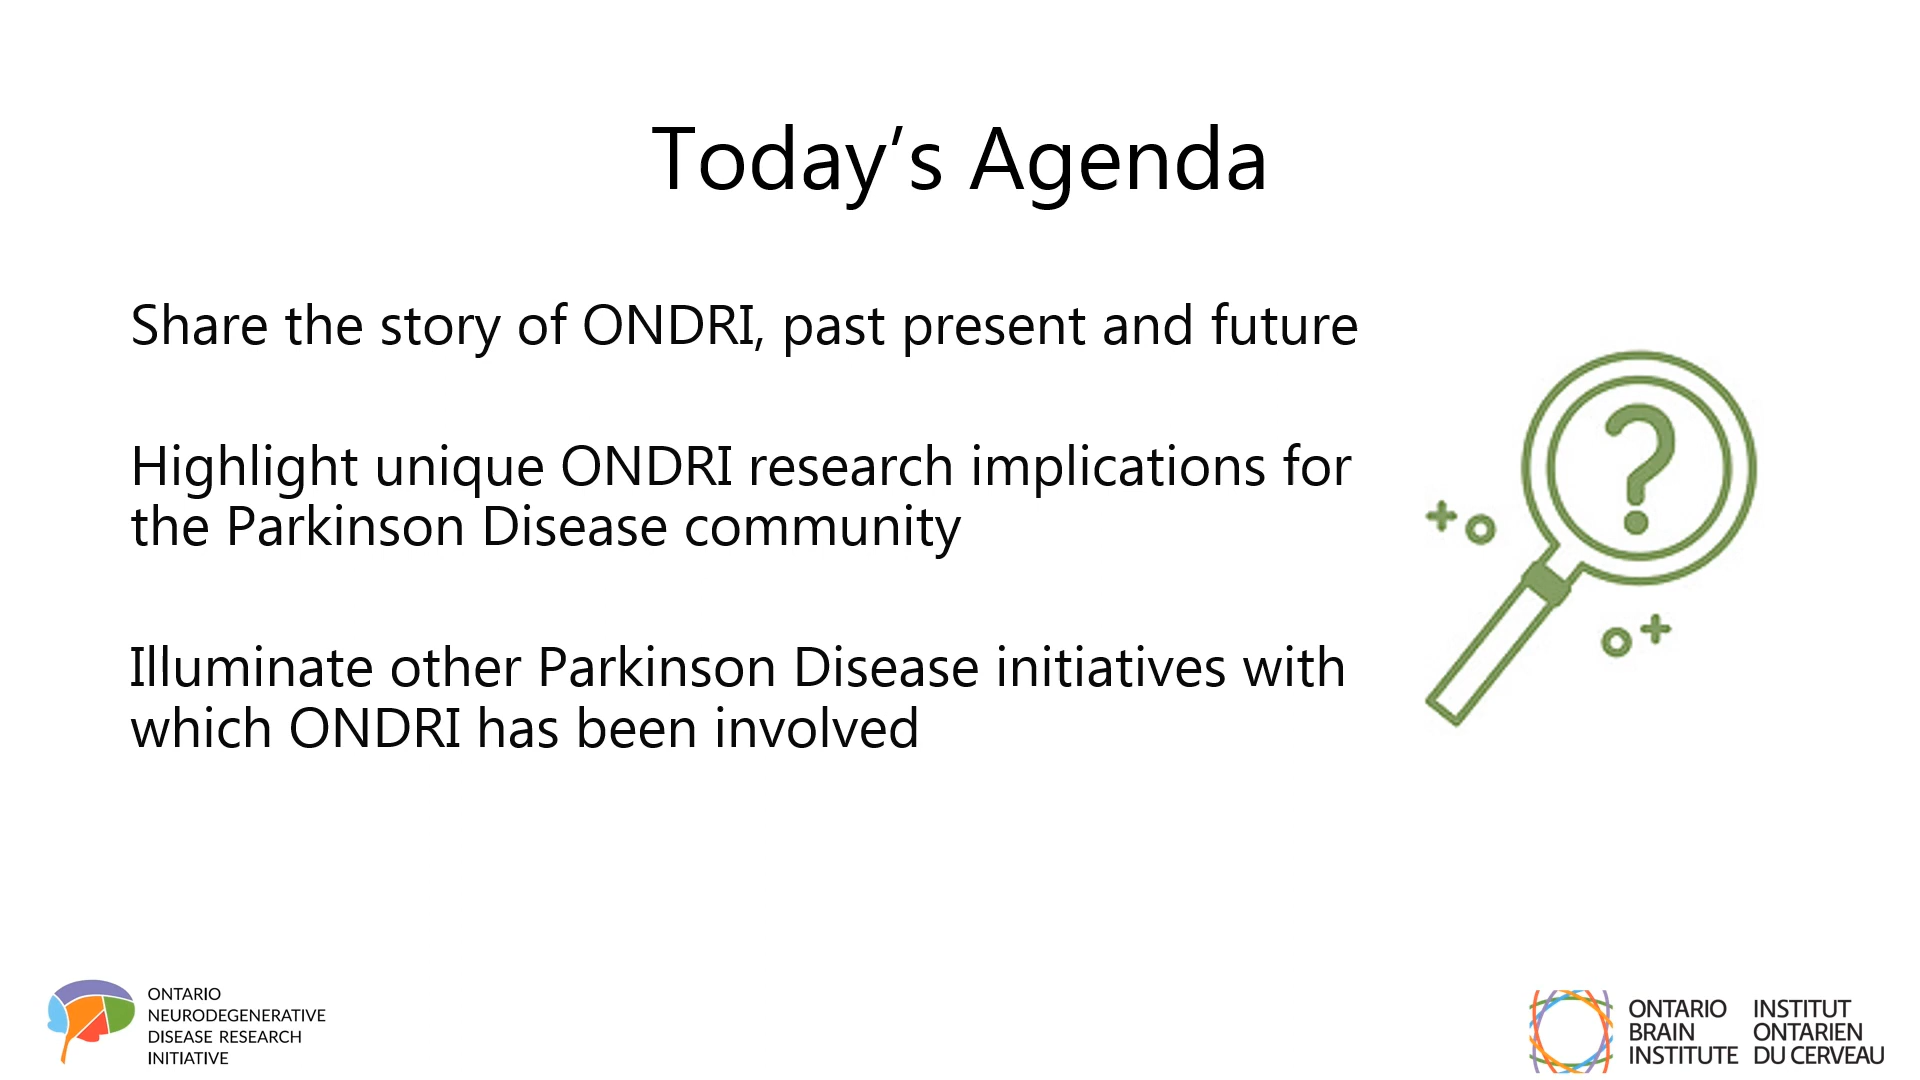 Today’s Agenda
Share the story of ONDRI, past present and future
Highlight unique ONDRI research implications for
the Parkinson Disease community
Illuminate other Parkinson Disease initiatives with
which ONDRI has been involved
?
ONTARIO
NEURODEGENERATIVE
DISEASE RESEARCH
INITIATIVE
ONTARIO
BRAIN
INSTITUTE
INSTITUT
ONTARIEN
DU CERVEAU